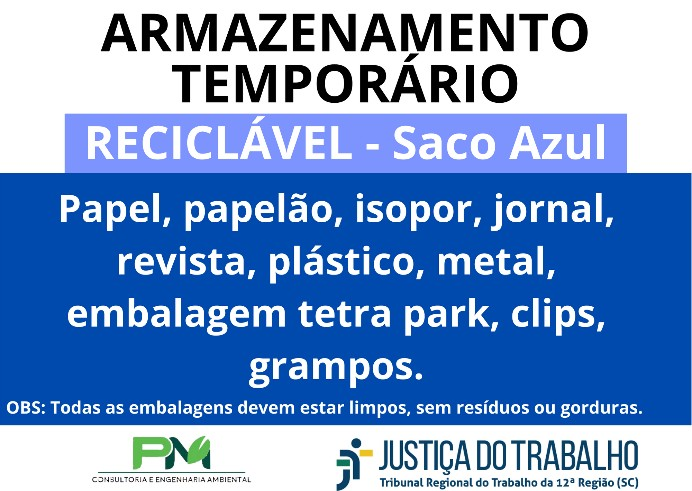 ARMAZENAMENTO
TEMPORÁRIO
RECICLÁVEL - Saco Azul
Papel, papelão, isopor, jornal,
revista, plástico, metal,
embalagem tetra park, clips,
grampos.
OBS: Todas as embalagens devem estar limpos, sem resíduos ou gorduras.
PM
CONSULTORIA E ENGENHARIA AMBIENTAL
JUSTIÇA DO TRABALHO
Tribunal Regional do Trabalho da 12ª Região (SC)